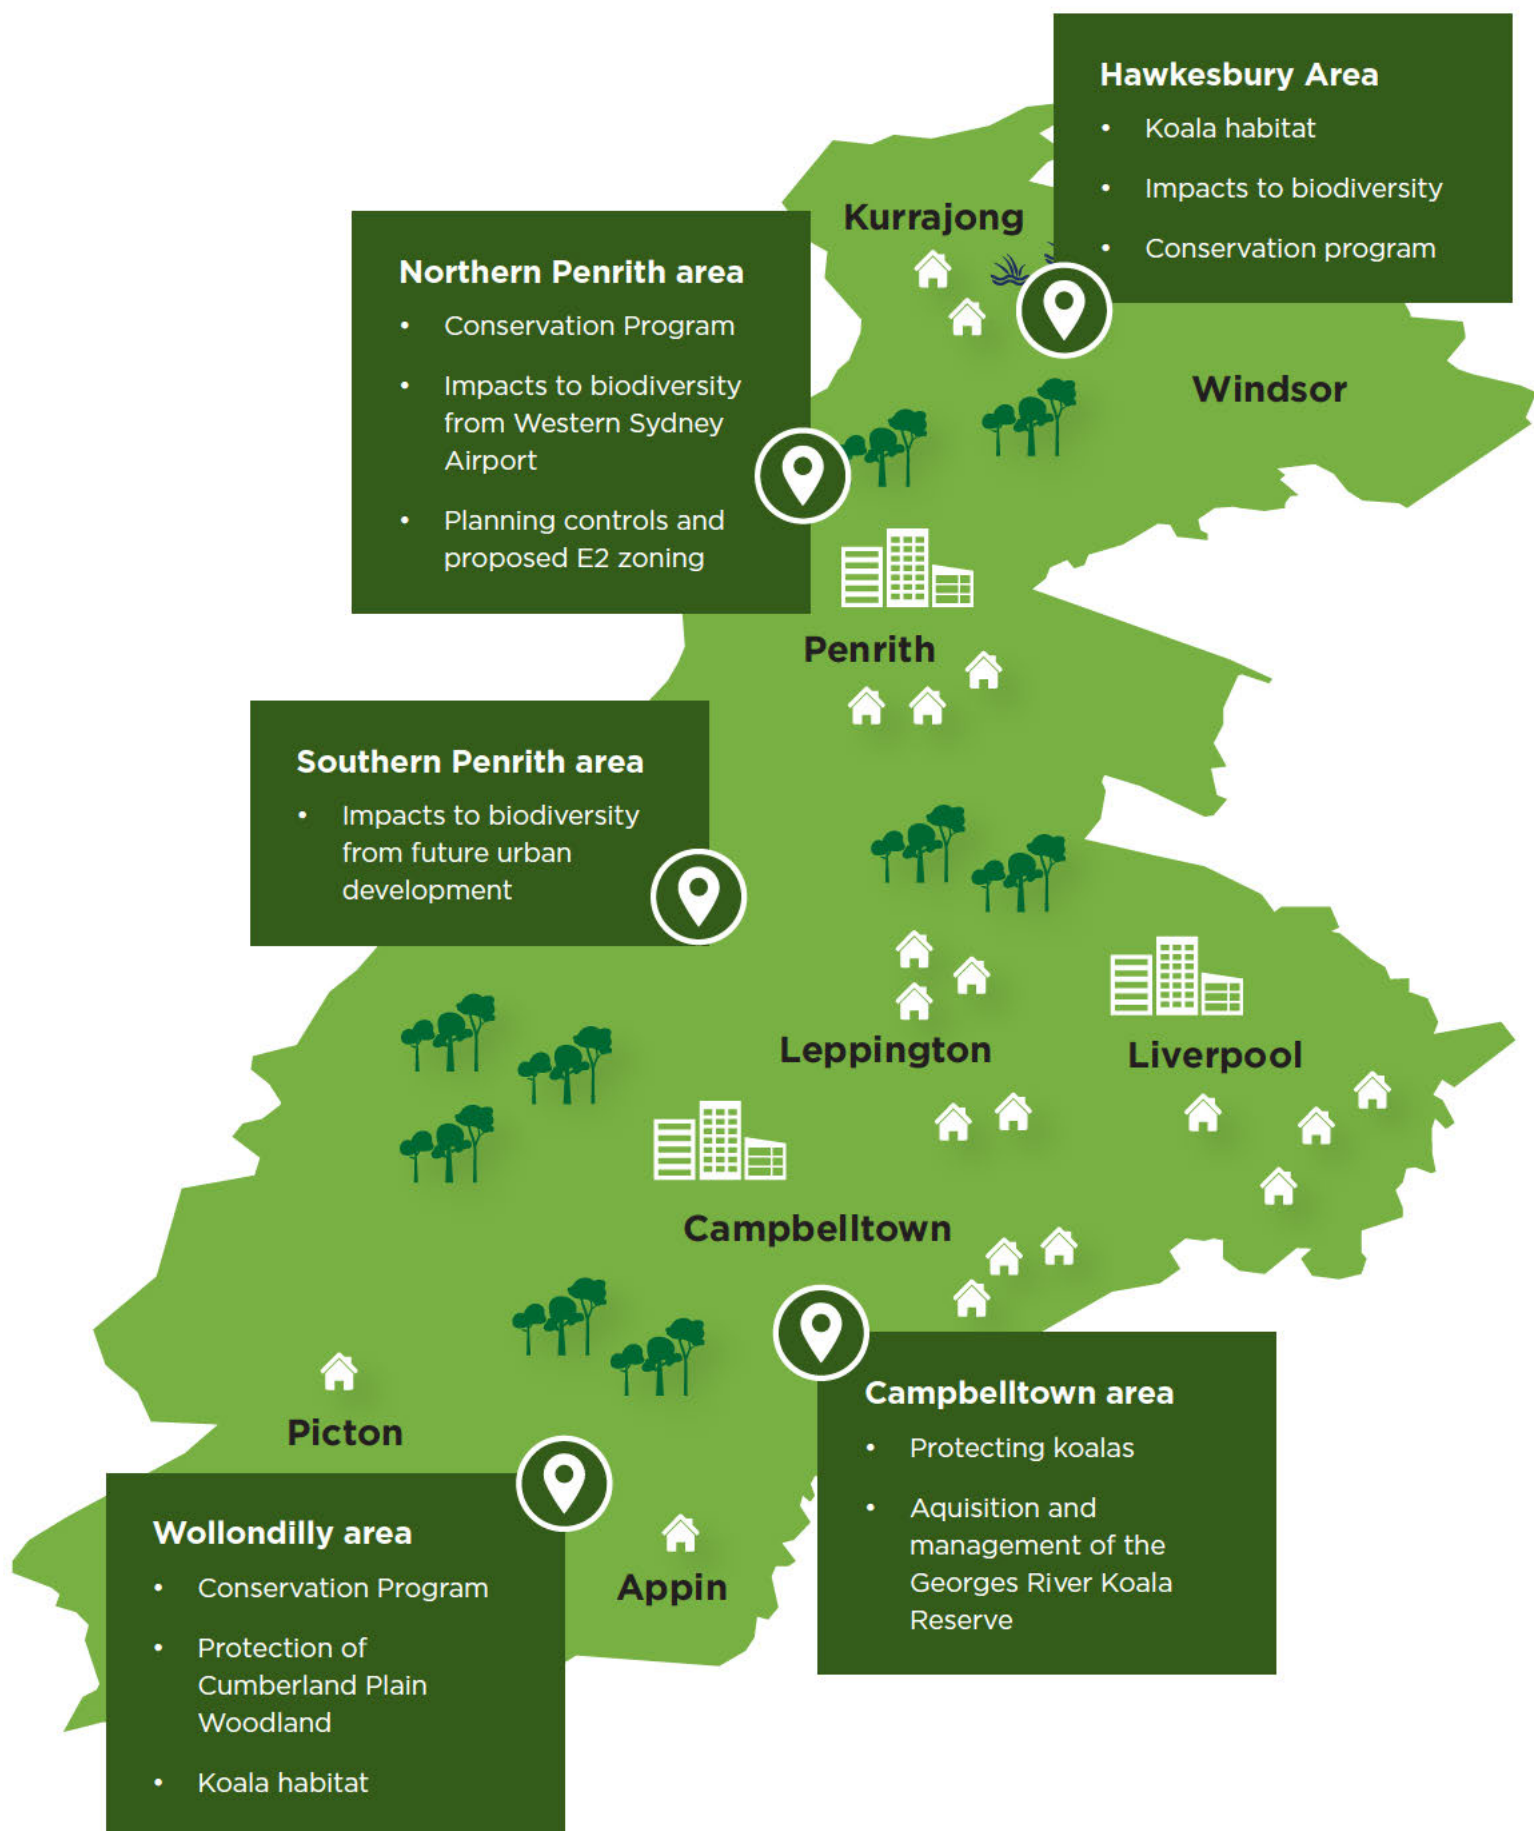 Hawkesbury Area
• Koala habitat
• Impacts to biodiversity
• Conservation program
Kurrajong
Northern Penrith area
• Conservation Program
• Impacts to biodiversity
from Western Sydney
Airport
• Planning controls and
proposed E2 zoning
Windsor
Penrith
Southern Penrith area
• Impacts to biodiversity
from future urban
development
Leppington
Liverpool
Campbelltown
Picton
Campbelltown area
• Protecting koalas
• Aquisition and
management of the
Georges River Koala
Reserve
Wollondilly area
• Conservation Program
• Protection of
Cumberland Plain
Woodland
• Koala habitat
Appin